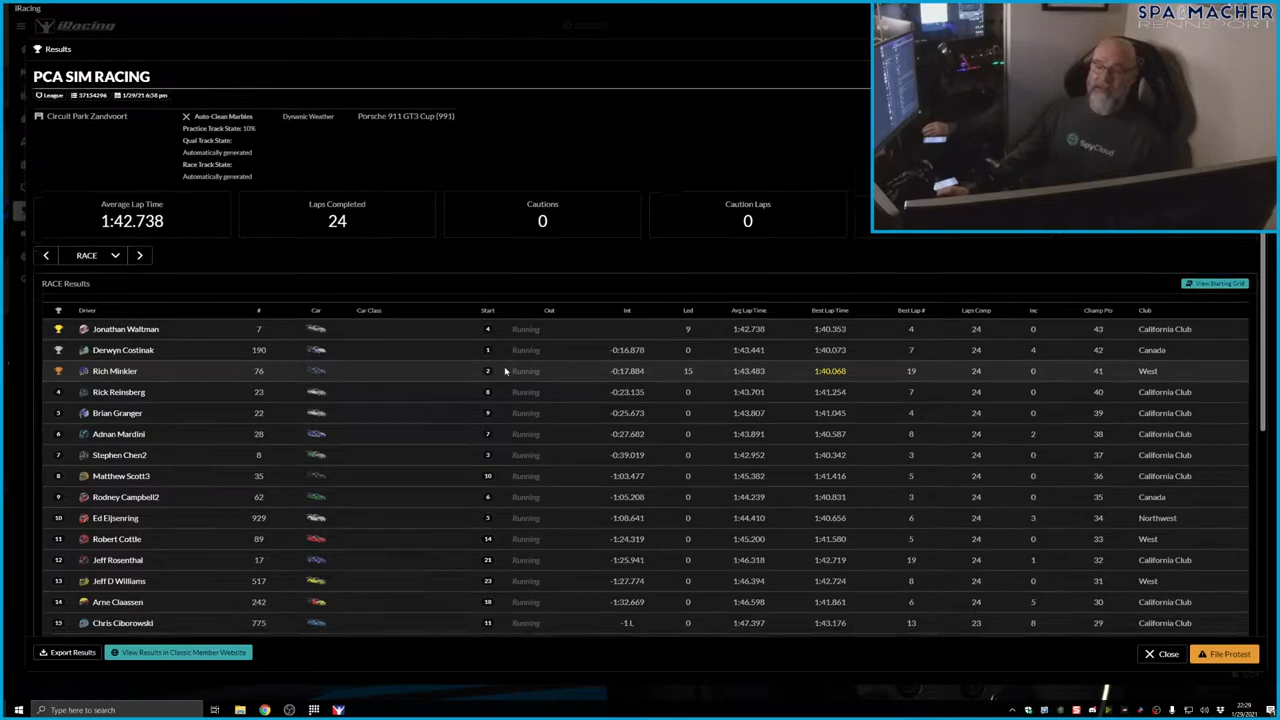 iRacing
iRacing
SPAßMACHER
RENNSPORT
Results
PCA SIM RACING
League 37154296 1/29/21 6:58 pm
Circuit Park Zandvoort Auto-Clean Marbles Dynamic Weather Porsche 911 GT3 Cup (991)
Practice Track State: 10%
Qual Track State:
Automatically generated
Race Track State:
Automatically generated
SpyCloud
Average Lap Time Laps Completed Cautions Caution Laps
1:42.738 24 0 0
RACE
RACE Results View Starting Grid
Driver # Car Car Class Start Out Int Led Avg Lap Time Best Lap Time Best Lap # Laps Comp Inc Champ Pts Club
Jonathan Waltman 7 4 Running 9 1:42.738 1:40.353 4 24 0 43 California Club
Derwyn Costinak 190 1 Running -0:16.878 0 1:43.441 1:40.073 7 24 4 42 Canada
Rich Minkler 76 2 Running -0:17.884 15 1:43.483 1:40.068 19 24 0 41 West
4 Rick Reinsberg 23 8 Running -0:23.135 0 1:43.701 1:41.254 7 24 0 40 California Club
5 Brian Granger 22 9 Running -0:25.673 0 1:43.807 1:41.045 4 24 0 39 California Club
6 Adnan Mardini 28 7 Running -0:27.682 0 1:43.891 1:40.587 8 24 2 38 California Club
7 Stephen Chen2 8 3 Running -0:39.019 0 1:42.952 1:40.342 3 24 0 37 California Club
8 Matthew Scott3 35 10 Running -1:03.477 0 1:45.382 1:41.416 5 24 0 36 California Club
9 Rodney Campbell2 62 6 Running -1:05.208 0 1:44.239 1:40.831 3 24 0 35 Canada
10 Ed Eijsenring 929 5 Running -1:08.641 0 1:44.410 1:40.656 6 24 3 34 Northwest
11 Robert Cottle 89 14 Running -1:24.319 0 1:45.200 1:41.580 5 24 0 33 West
12 Jeff Rosenthal 17 21 Running -1:25.941 0 1:46.318 1:42.719 19 24 1 32 California Club
13 Jeff D Williams 517 23 Running -1:27.774 0 1:46.394 1:42.724 8 24 0 31 West
14 Arne Claassen 242 18 Running -1:32.669 0 1:46.598 1:41.861 6 24 5 30 California Club
15 Chris Ciborowski 775 11 Running -1 L 0 1:47.397 1:43.176 13 23 8 29 California Club
Export Results View Results in Classic Member Website Close File Protest
Type here to search
22:29
1/29/2021